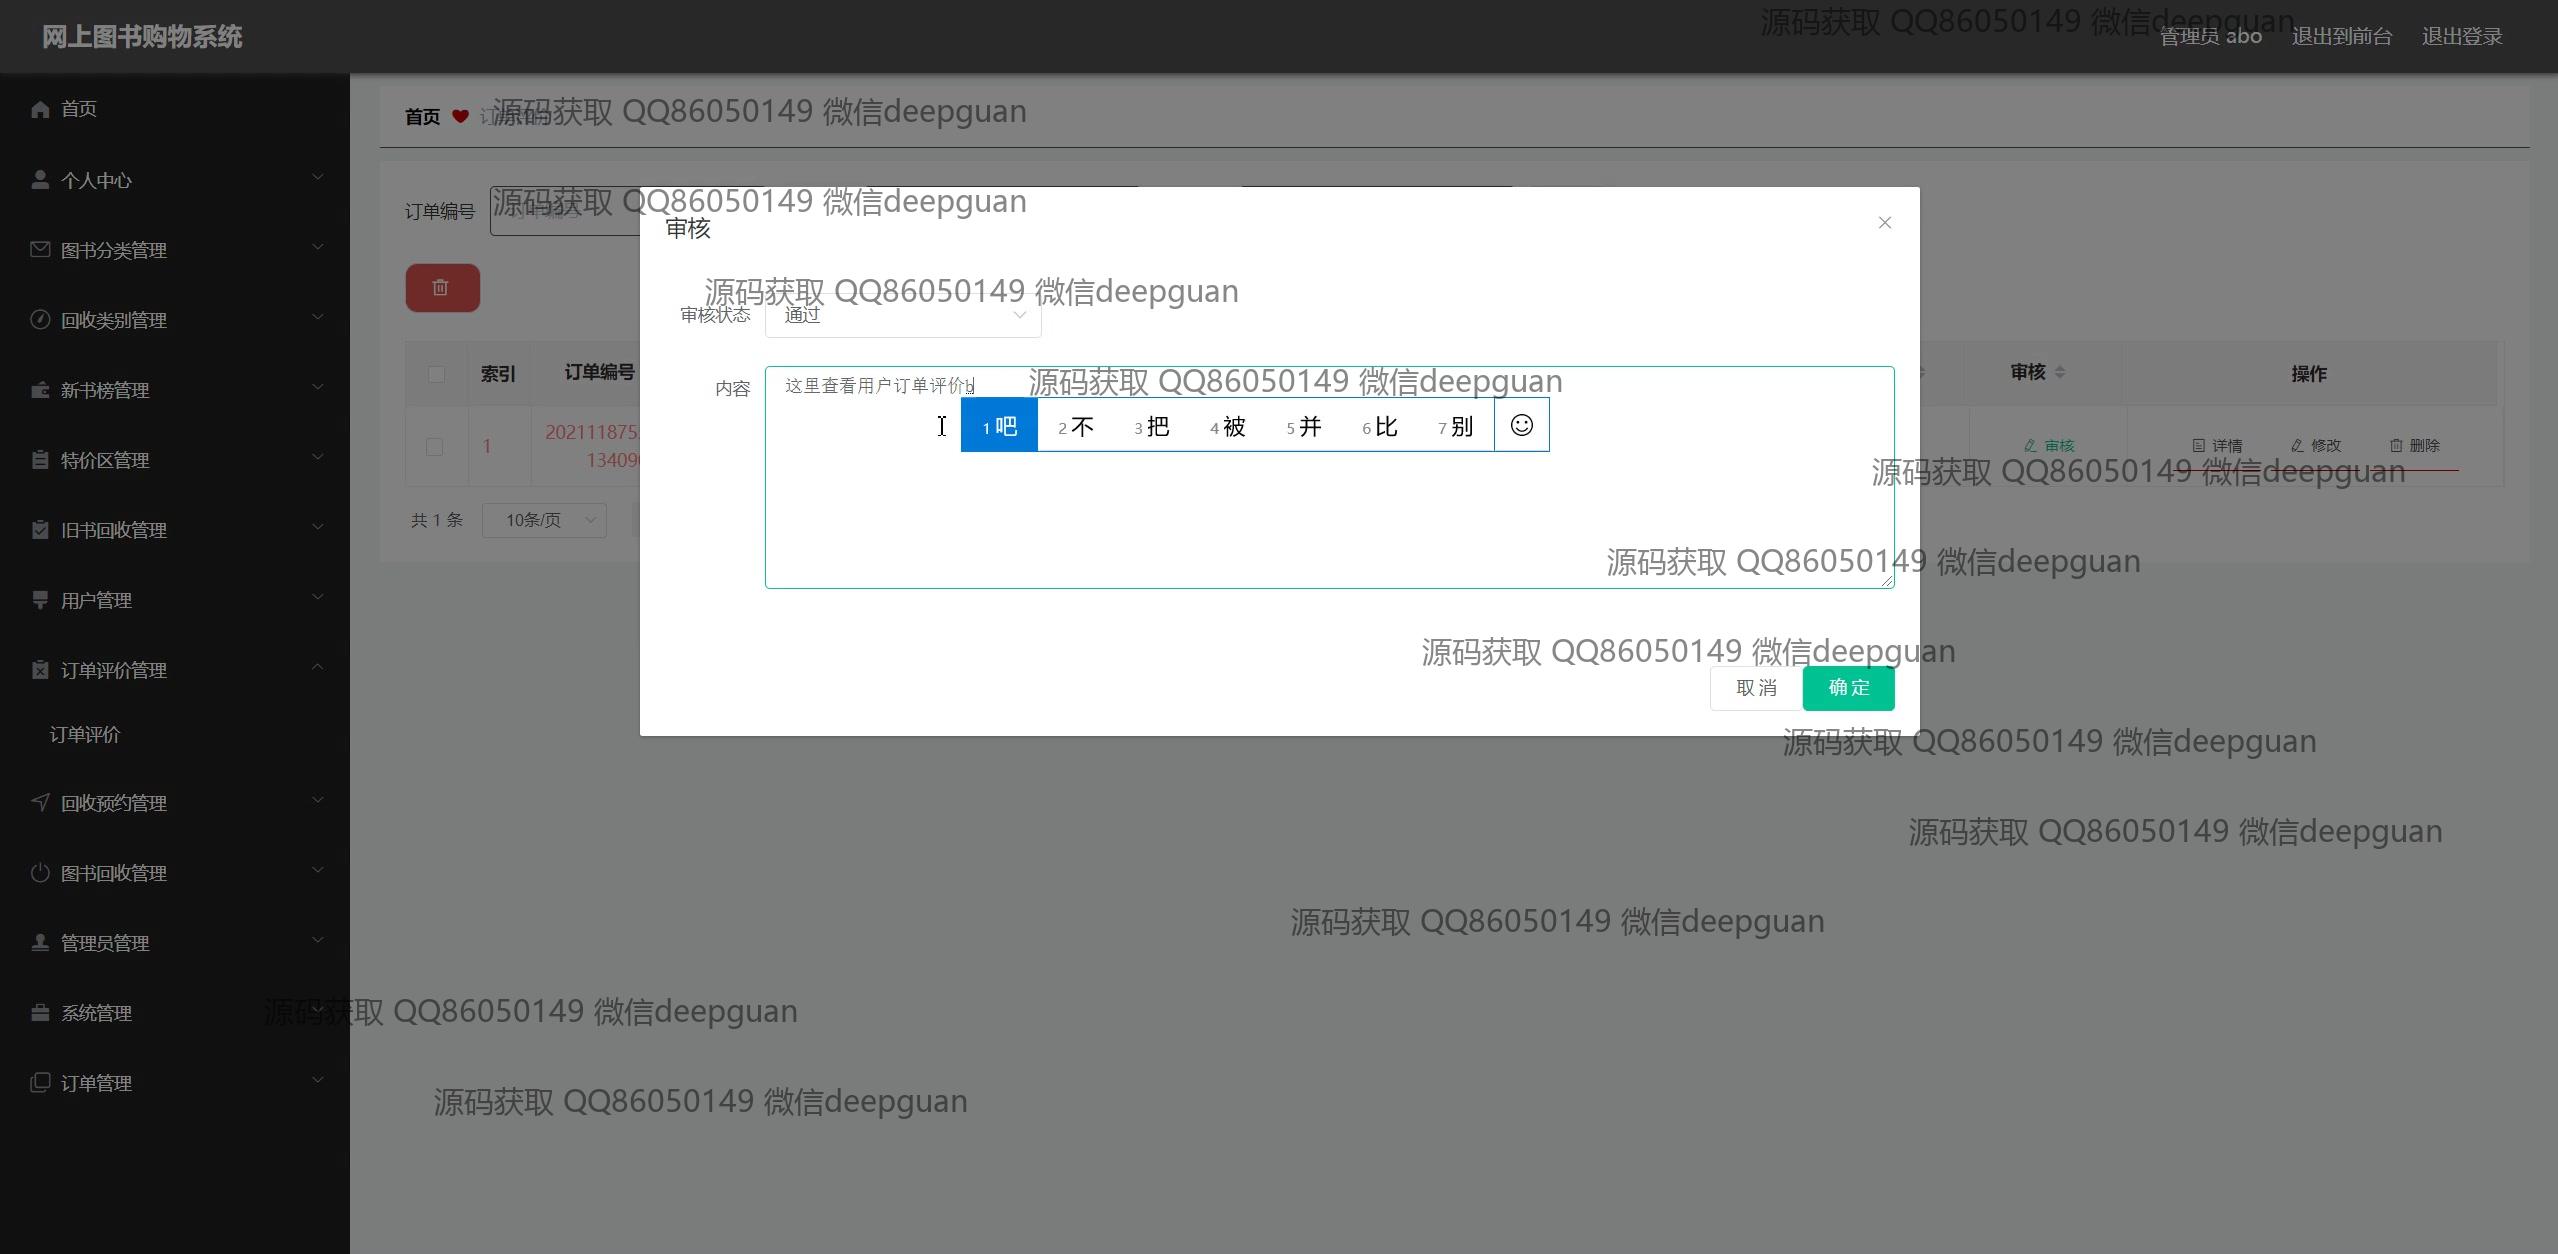 网上图书购物系统
源码获取 QQ86050149 微信deepguan
管理员 abo 退出到前台 退出登录
首页
个人中心
图书分类管理
回收类别管理
新书榜管理
特价区管理
旧书回收管理
用户管理
订单评价管理
订单评价
回收预约管理
图书回收管理
管理员管理
系统管理
订单管理
首页
源码获取 QQ86050149 微信deepguan
订单编号 订单编号
源码获取 QQ86050149 微信deepguan
索引 订单编号 审核 操作
1 202111875 审核 详情 修改 删除
13409
共 1 条 10条/页
审核
源码获取 QQ86050149 微信deepguan
审核状态 通过
内容 这里查看用户订单评价b
源码获取 QQ86050149 微信deepguan
1 吧 2 不 3 把 4 被 5 并 6 比 7 别
源码获取 QQ86050149 微信deepguan
源码获取 QQ86050149 微信deepguan
源码获取 QQ86050149 微信deepguan
取消 确定
源码获取 QQ86050149 微信deepguan
源码获取 QQ86050149 微信deepguan
源码获取 QQ86050149 微信deepguan
源码获取 QQ86050149 微信deepguan
源码获取 QQ86050149 微信deepguan